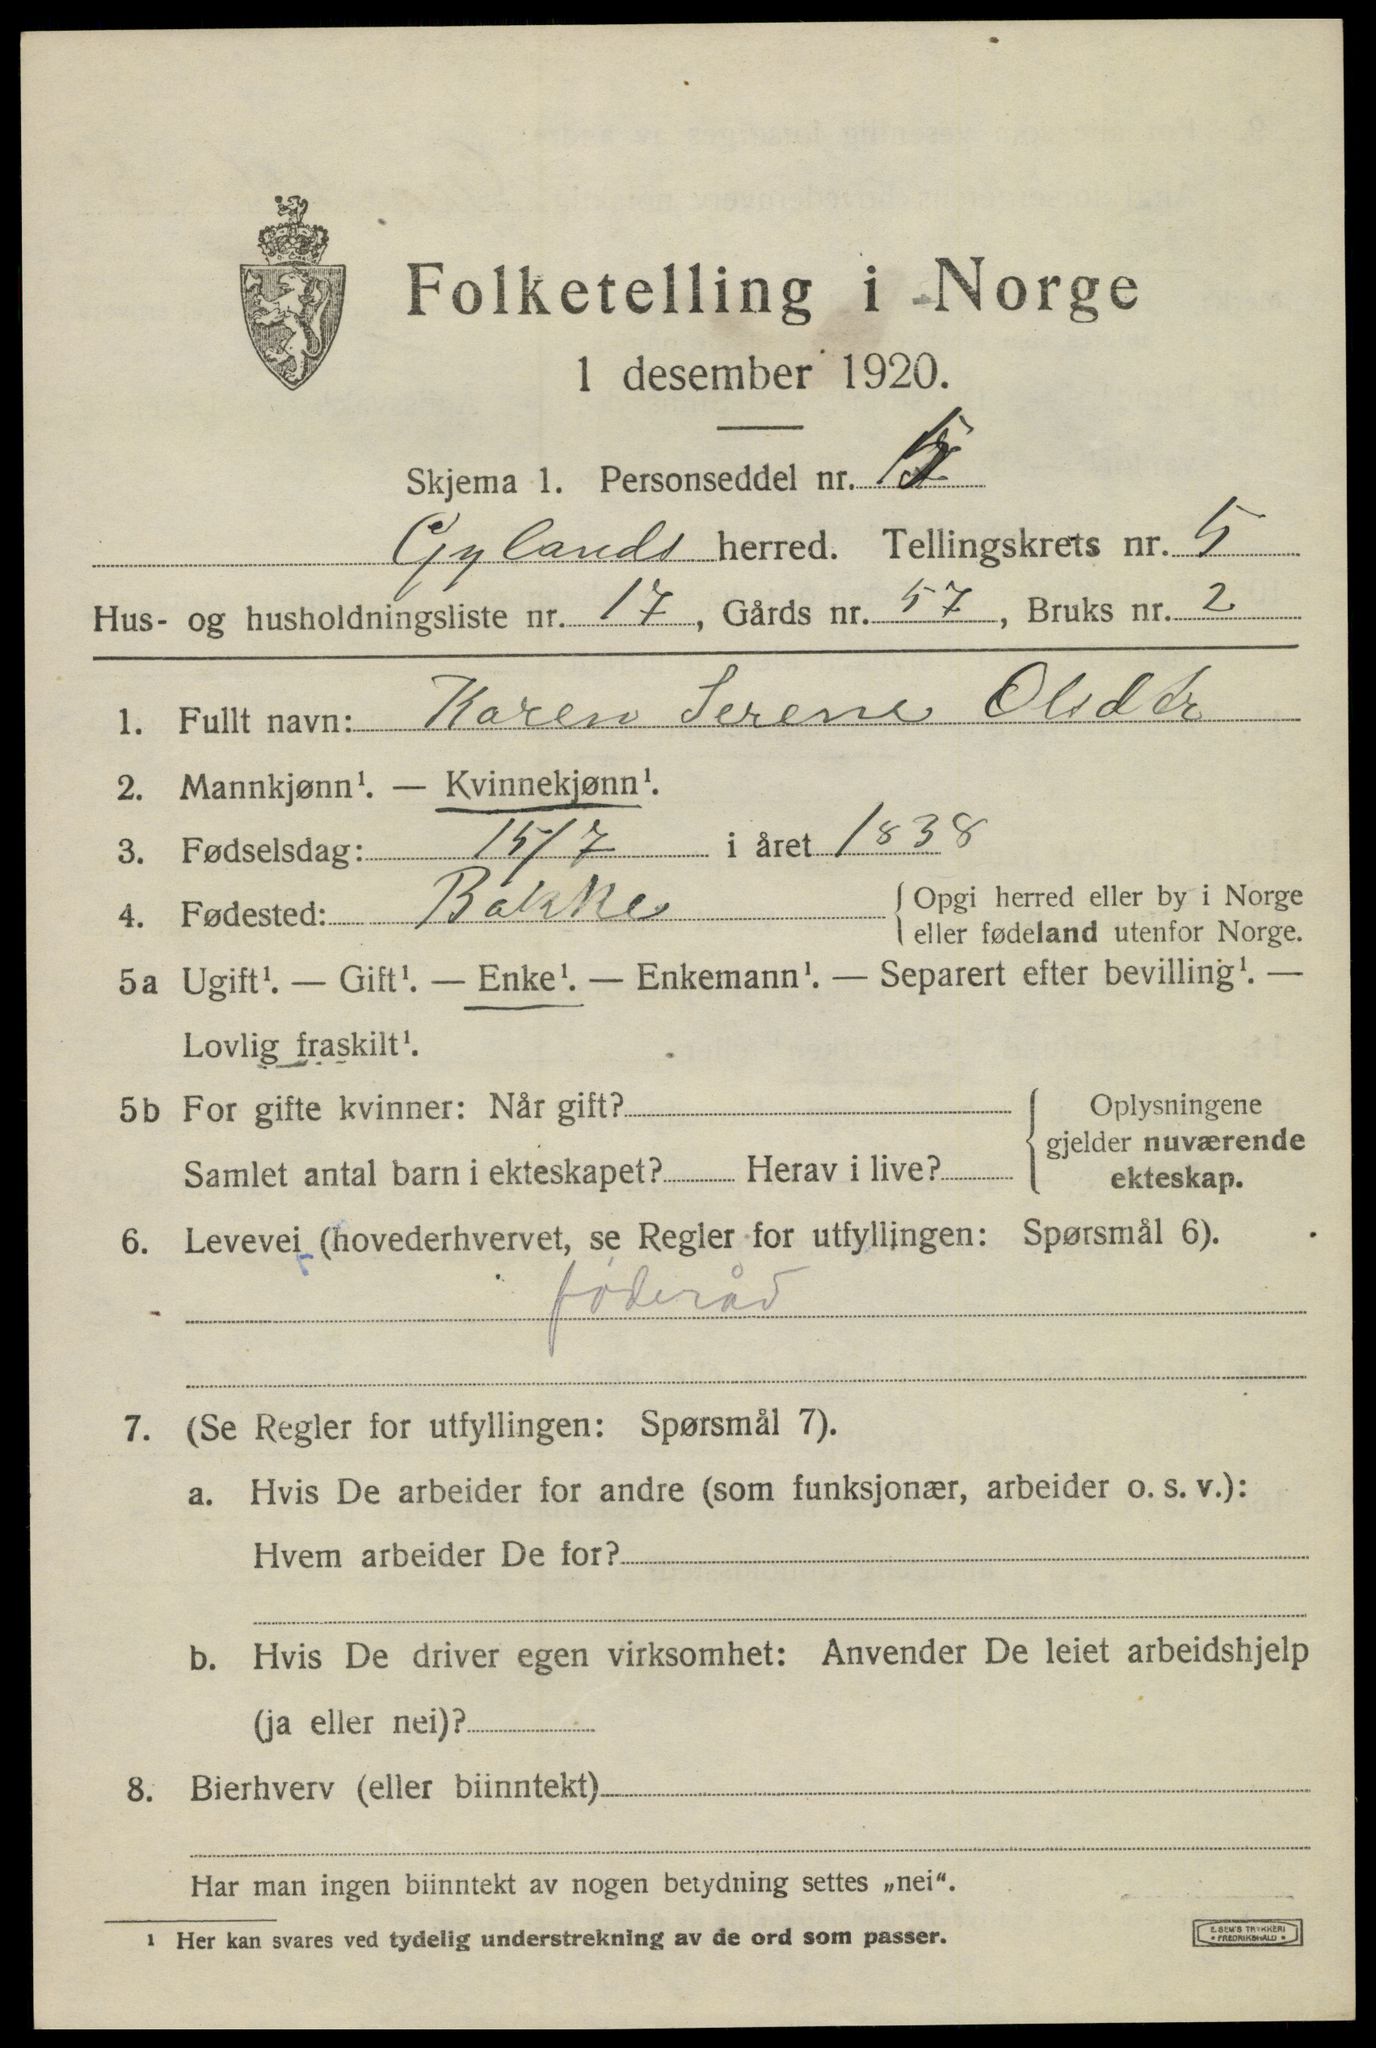 Folketelling i Norge
1 desember 1920.
Skjema 1. Personseddel nr.
Gylands herred. Tellingskrets nr. 5
Hus- og husholdningsliste nr. 17, Gårds nr. 57, Bruks nr. 2
1. Fullt navn: Karen Serene Olsdtr
2. Mannkjønn¹. — Kvinnekjønn¹.
3. Fødselsdag: 15/7 i året 1838
4. Fødested: Bakke { Opgi herred eller by i Norge
eller fødeland utenfor Norge.
5a Ugift¹. — Gift¹. — Enke¹. — Enkemann¹. — Separert efter bevilling¹. —
Lovlig fraskilt¹.
5b For gifte kvinner: Når gift? Oplysningene
gjelder nuværende
Samlet antal barn i ekteskapet? Herav i live? ekteskap.
6. Levevei (hovederhvervet, se Regler for utfyllingen: Spørsmål 6).
føderåd
7. (Se Regler for utfyllingen: Spørsmål 7).
a. Hvis De arbeider for andre (som funksjonær, arbeider o. s. v.):
Hvem arbeider De for?
b. Hvis De driver egen virksomhet: Anvender De leiet arbeidshjelp
(ja eller nei)?
8. Bierhverv (eller biinntekt)
Har man ingen biinntekt av nogen betydning settes „nei“.
¹ Her kan svares ved tydelig understrekning av de ord som passer.
E. SEM'S TRYKKERI
* FREDRIKSHALD *